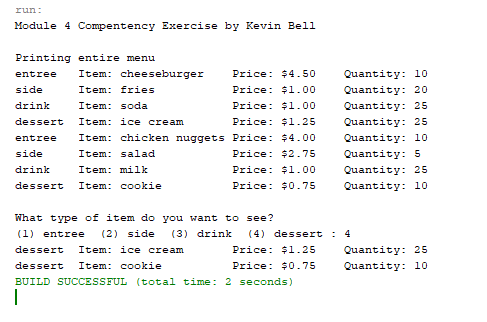 run:
Module 4 Compentency Exercise by Kevin Bell
Printing entire menu
entree   Item: cheeseburger    Price: $4.50    Quantity: 10
side     Item: fries           Price: $1.00    Quantity: 20
drink    Item: soda            Price: $1.00    Quantity: 25
dessert  Item: ice cream       Price: $1.25    Quantity: 25
entree   Item: chicken nuggets Price: $4.00    Quantity: 10
side     Item: salad           Price: $2.75    Quantity: 5
drink    Item: milk            Price: $1.00    Quantity: 25
dessert  Item: cookie          Price: $0.75    Quantity: 10
What type of item do you want to see?
(1) entree  (2) side  (3) drink  (4) dessert : 4
dessert  Item: ice cream       Price: $1.25    Quantity: 25
dessert  Item: cookie          Price: $0.75    Quantity: 10
BUILD SUCCESSFUL (total time: 2 seconds)